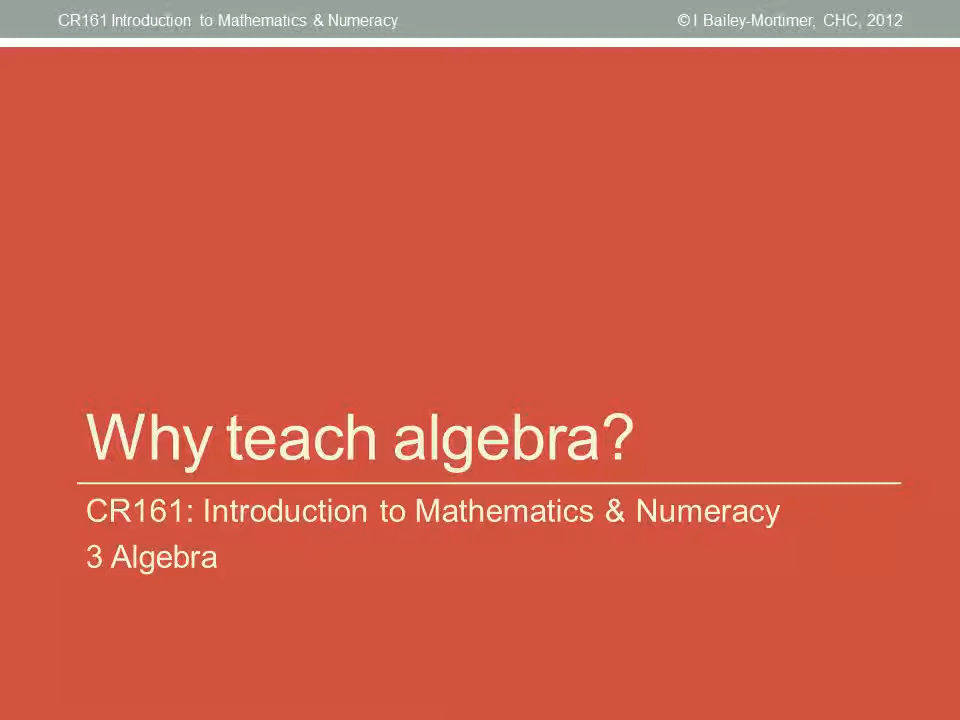 CR161 Introduction to Mathematics & Numeracy © I Bailey-Mortimer, CHC, 2012
Why teach algebra?
CR161: Introduction to Mathematics & Numeracy
3 Algebra